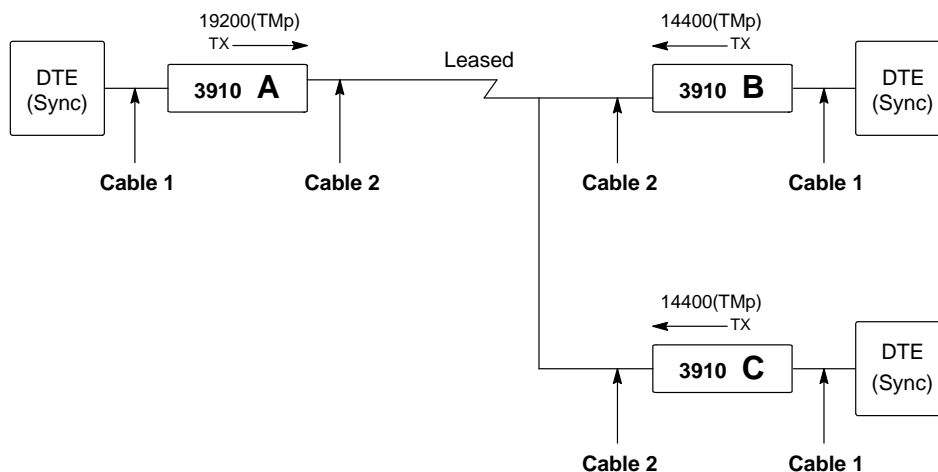 19200(TMp)
TX
14400(TMp)
TX
DTE
(Sync)
3910 A
Leased
3910 B
DTE
(Sync)
Cable 1
Cable 2
Cable 2
Cable 1
14400(TMp)
TX
3910 C
DTE
(Sync)
Cable 2
Cable 1